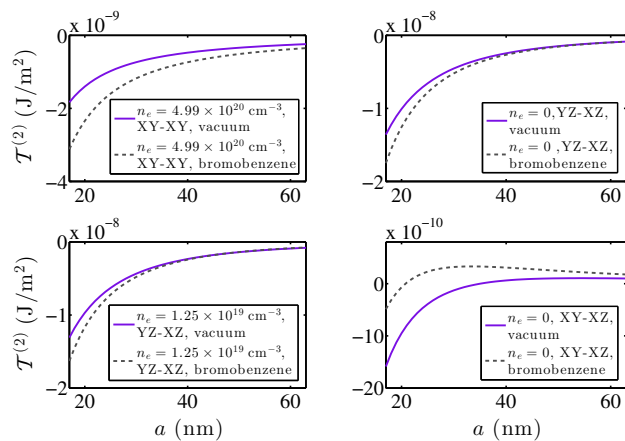 x 10^{-9}
\mathcal{T}^{(2)} (J/m^2)
0
-2
-4
20
40
60
n_e = 4.99 × 10^{20} cm^{-3},
XY-XY, vacuum
n_e = 4.99 × 10^{20} cm^{-3},
XY-XY, bromobenzene
x 10^{-8}
0
-1
-2
20
40
60
n_e = 0,YZ-XZ,
vacuum
n_e = 0 ,YZ-XZ,
bromobenzene
x 10^{-8}
\mathcal{T}^{(2)} (J/m^2)
0
-1
-2
20
40
60
a (nm)
n_e = 1.25 × 10^{19} cm^{-3},
YZ-XZ, vacuum
n_e = 1.25 × 10^{19} cm^{-3},
YZ-XZ, bromobenzene
x 10^{-10}
0
-10
-20
20
40
60
a (nm)
n_e = 0, XY-XZ,
vacuum
n_e = 0, XY-XZ,
bromobenzene